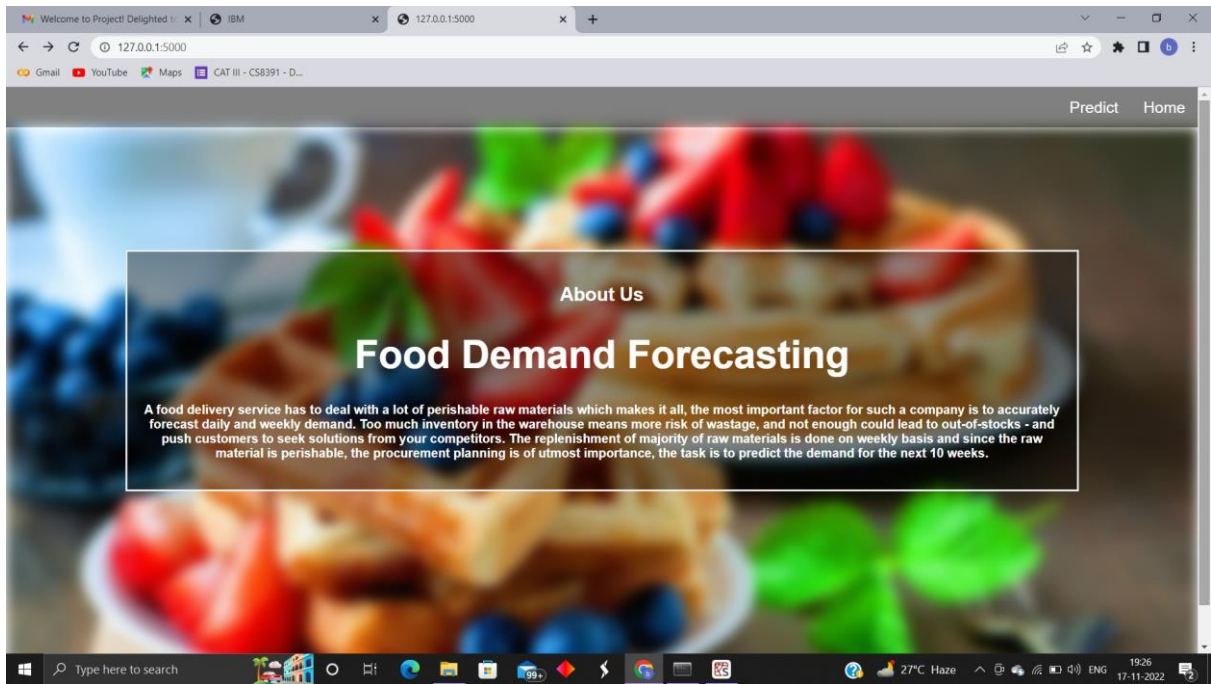 Welcome to Project! Delighted t
IBM
127.0.0.1:5000
127.0.0.1:5000
Gmail
YouTube
Maps
CAT III - CS8391 - D...
b
Predict
Home
About Us
Food Demand Forecasting
A food delivery service has to deal with a lot of perishable raw materials which makes it all, the most important factor for such a company is to accurately
forecast daily and weekly demand. Too much inventory in the warehouse means more risk of wastage, and not enough could lead to out-of-stocks - and
push customers to seek solutions from your competitors. The replenishment of majority of raw materials is done on weekly basis and since the raw
material is perishable, the procurement planning is of utmost importance, the task is to predict the demand for the next 10 weeks.
Type here to search
99+
27°C Haze
ENG
19:26
17-11-2022
2